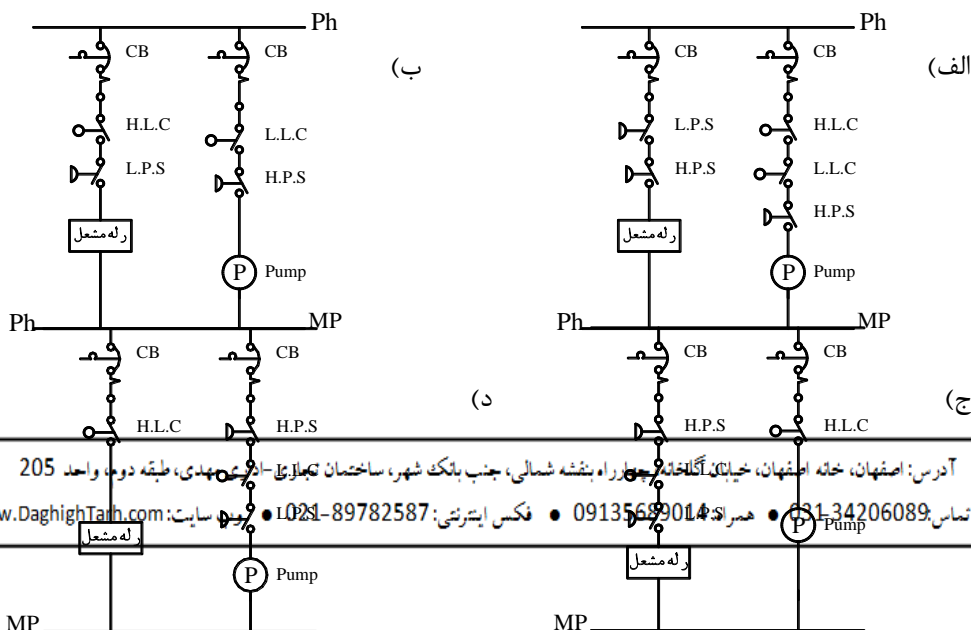 Ph Ph
CB CB CB CB
ب) الف)
H.L.C L.L.C L.P.S H.L.C
L.P.S H.P.S H.P.S L.L.C
H.P.S
رله مشعل رله مشعل
P Pump P Pump
Ph MP Ph MP
CB CB CB CB
د) ج)
H.L.C H.P.S H.P.S H.L.C
L.L.C L.L.C
آدرس: اصفهان، خانه اصفهان، خیابان گلخانه، چهارراه بنفشه شمالی، جنب بانک شهر، ساختمان تجاری-اداری مهدی، طبقه دوم، واحد 205
L.P.S L.P.S
تماس:031-34206089 ● همراه: 09135689014 ● فکس اینترنتی: 021-89782587 ● وب سایت: w.DaghighTarh.com
رله مشعل Pump
P
رله مشعل
P Pump
MP MP